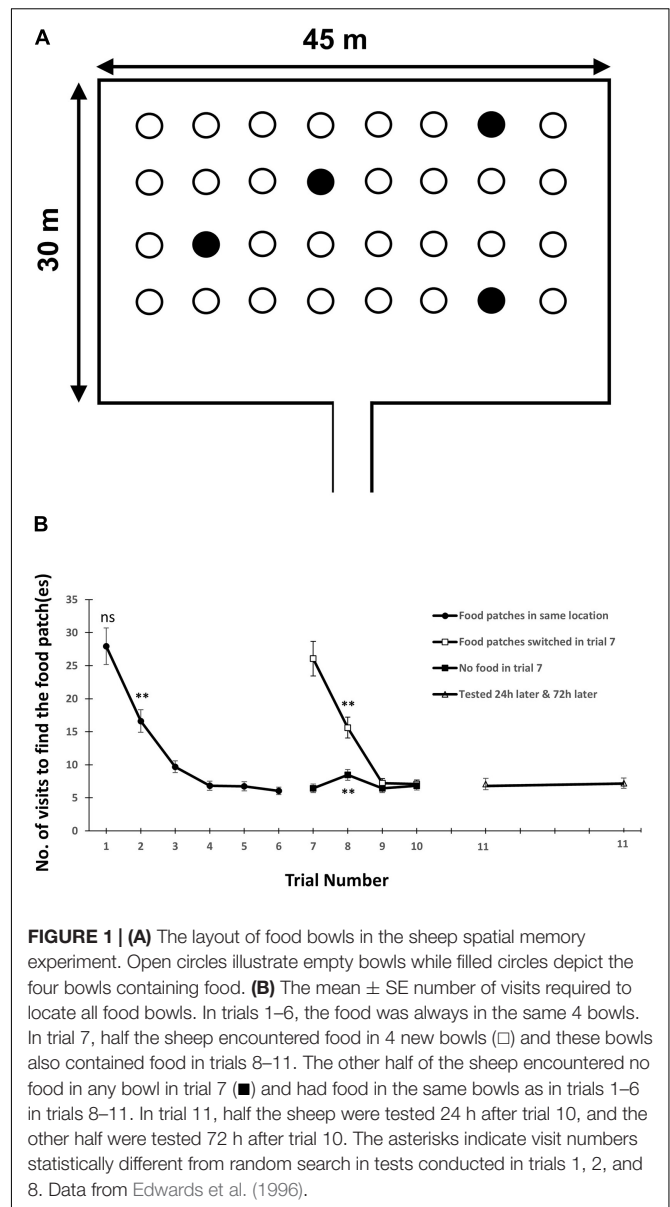 A
45 m
30 m
B
No. of visits to find the food patch(es)
35
30
25
20
15
10
5
0
ns
**
**
**
Food patches in same location
Food patches switched in trial 7
No food in trial 7
Tested 24h later & 72h later
1 2 3 4 5 6 7 8 9 10 11 11
Trial Number
FIGURE 1 | (A) The layout of food bowls in the sheep spatial memory
experiment. Open circles illustrate empty bowls while filled circles depict the
four bowls containing food. (B) The mean ± SE number of visits required to
locate all food bowls. In trials 1–6, the food was always in the same 4 bowls.
In trial 7, half the sheep encountered food in 4 new bowls (□) and these bowls
also contained food in trials 8–11. The other half of the sheep encountered no
food in any bowl in trial 7 (■) and had food in the same bowls as in trials 1–6
in trials 8–11. In trial 11, half the sheep were tested 24 h after trial 10, and the
other half were tested 72 h after trial 10. The asterisks indicate visit numbers
statistically different from random search in tests conducted in trials 1, 2, and
8. Data from Edwards et al. (1996).